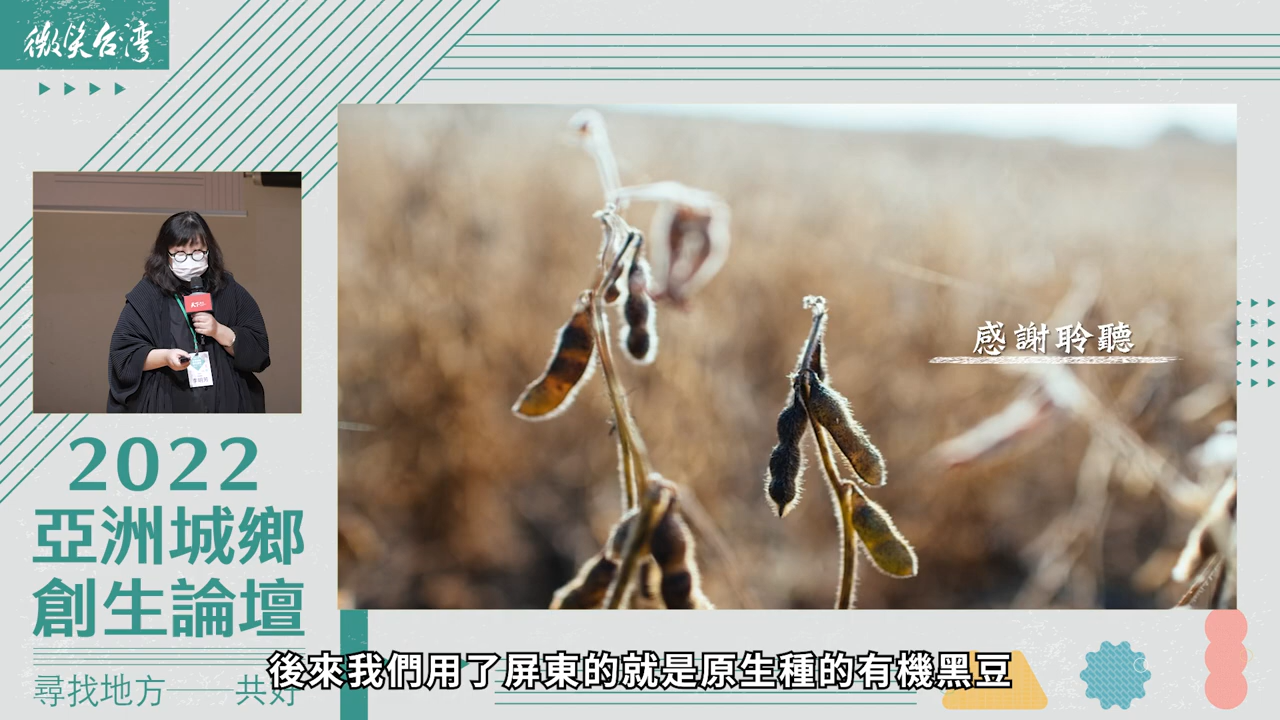 微笑台湾
感謝聆聽
2022
亞洲城鄉
創生論壇
尋找地方——共好
後來我們用了屏東的就是原生種的有機黑豆